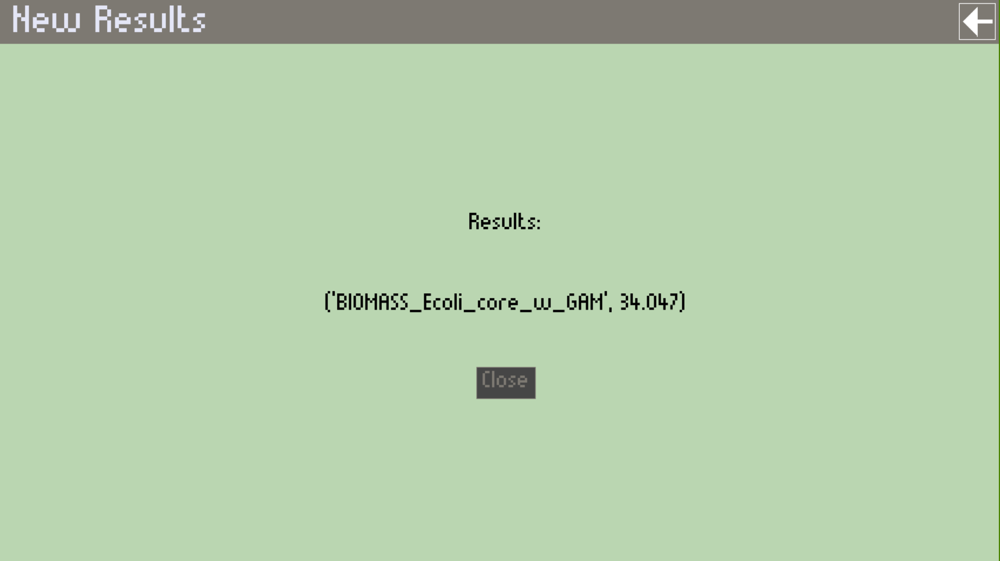 New Results
Results:
('BIOMASS_Ecoli_core_w_GAM', 34.047)
Close